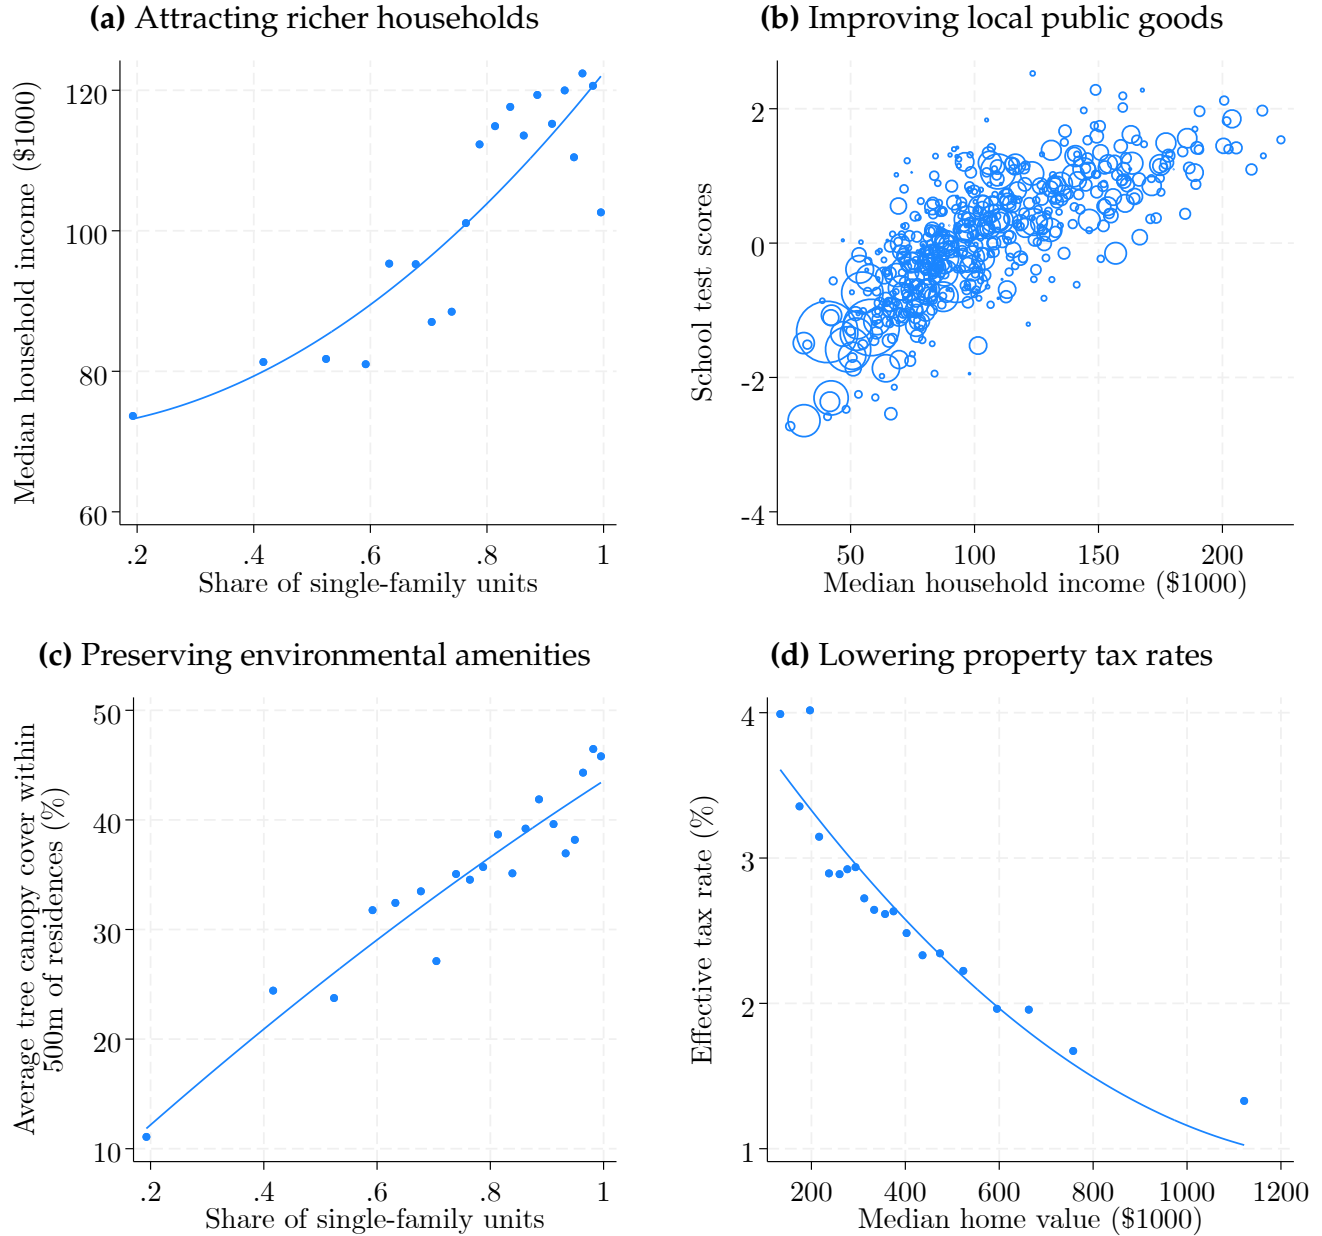 (a) Attracting richer households
Median household income ($1000)
120
100
80
60
.2 .4 .6 .8 1
Share of single-family units
(b) Improving local public goods
School test scores
2
0
-2
-4
50 100 150 200
Median household income ($1000)
(c) Preserving environmental amenities
Average tree canopy cover within
500m of residences (%)
50
40
30
20
10
.2 .4 .6 .8 1
Share of single-family units
(d) Lowering property tax rates
Effective tax rate (%)
4
3
2
1
200 400 600 800 1000 1200
Median home value ($1000)